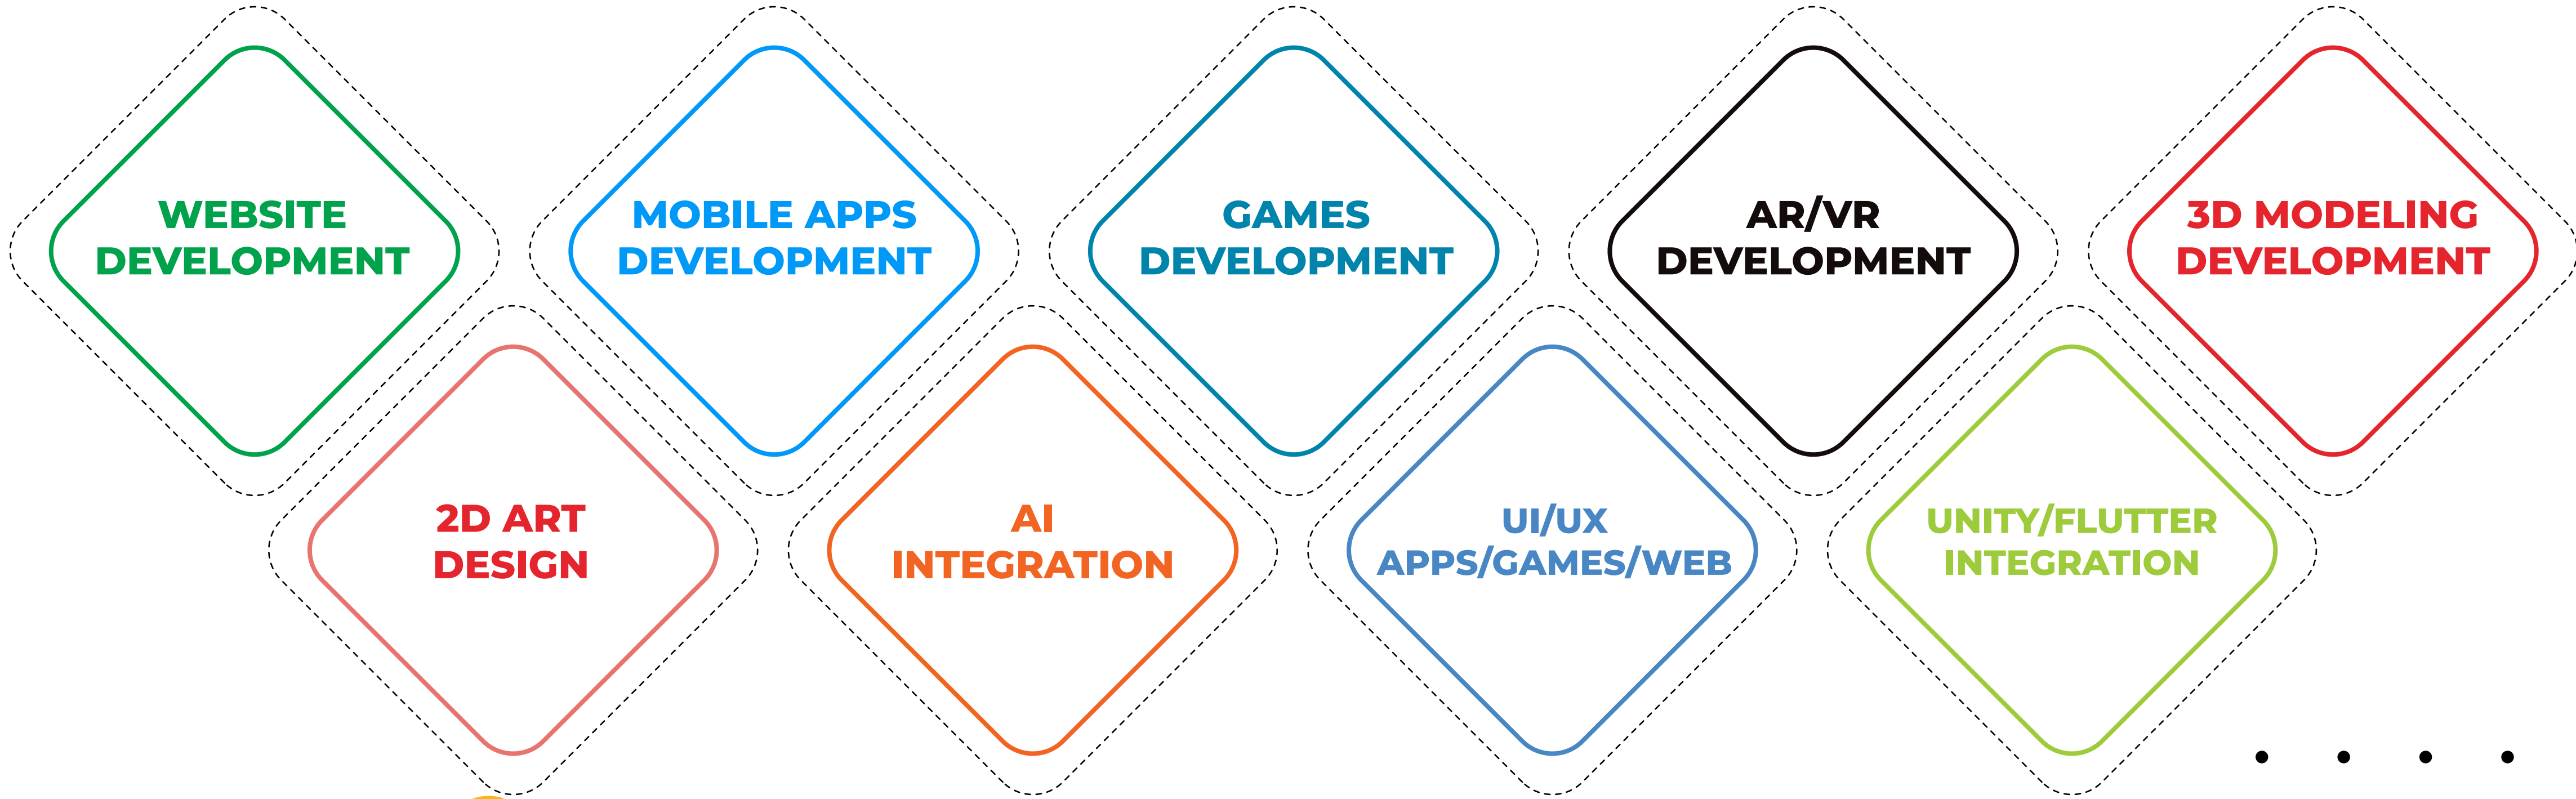 WEBSITE
DEVELOPMENT
MOBILE APPS
DEVELOPMENT
GAMES
DEVELOPMENT
AR/VR
DEVELOPMENT
3D MODELING
DEVELOPMENT
2D ART
DESIGN
AI
INTEGRATION
UI/UX
APPS/GAMES/WEB
UNITY/FLUTTER
INTEGRATION